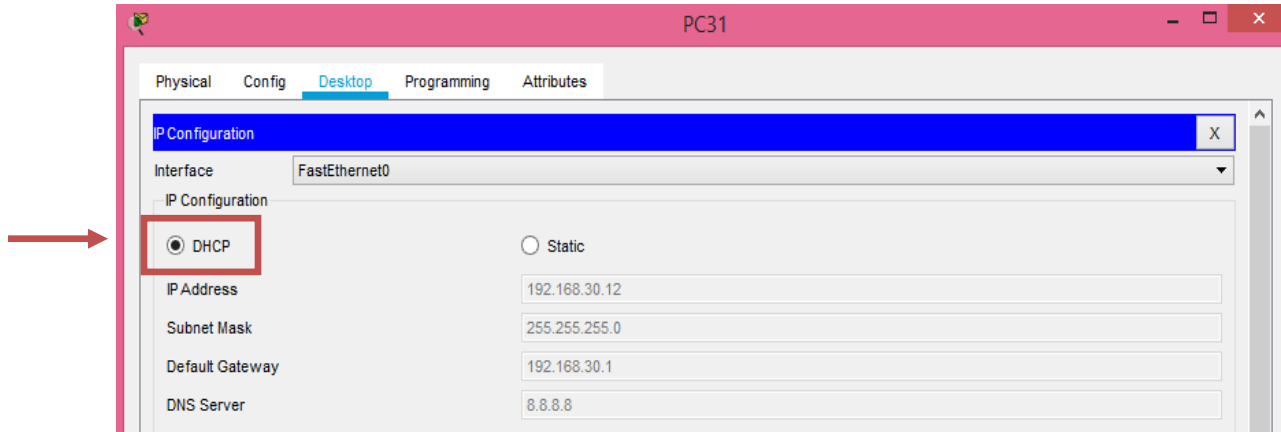 PC31
Physical Config Desktop Programming Attributes
IP Configuration X
Interface FastEthernet0
IP Configuration
DHCP Static
IP Address 192.168.30.12
Subnet Mask 255.255.255.0
Default Gateway 192.168.30.1
DNS Server 8.8.8.8